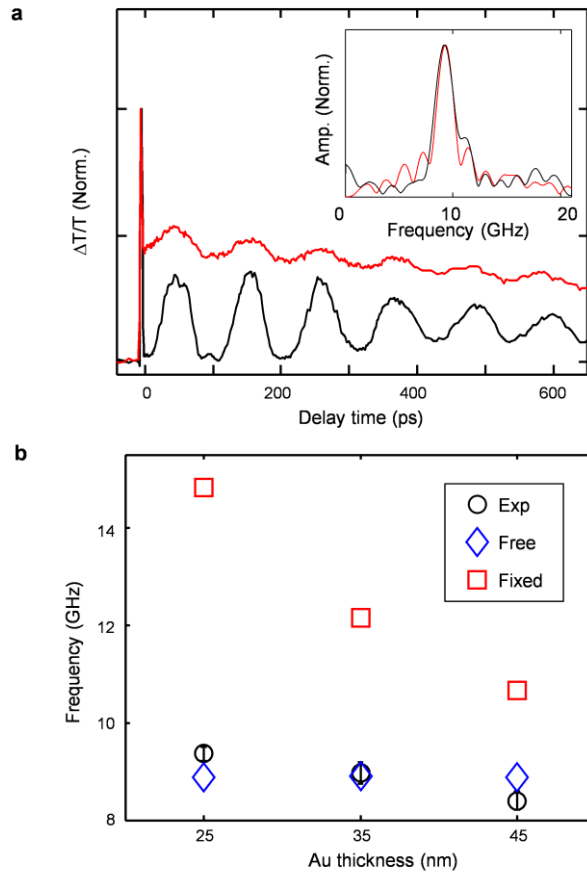 a
ΔT/T (Norm.)
Amp. (Norm.)
0 10 20
Frequency (GHz)
0 200 400 600
Delay time (ps)
b
Frequency (GHz)
14
12
10
8
Exp
Free
Fixed
25 35 45
Au thickness (nm)